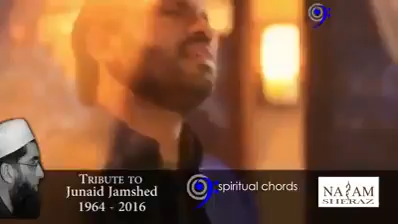 TRIBUTE TO
Junaid Jamshed
1964 - 2016
spiritual chords
NAJAM
SHERAZ